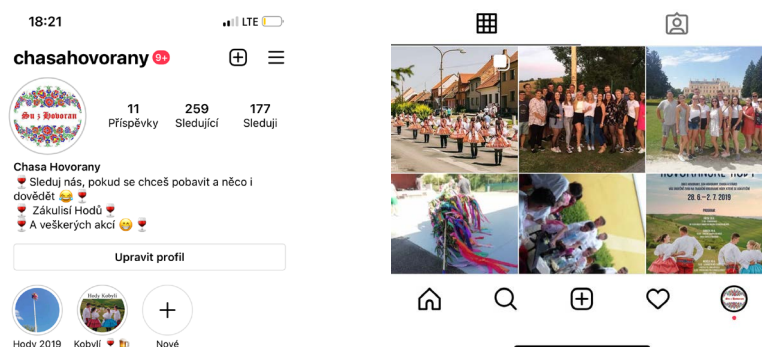 18:21
LTE
chasahovorany 9+
Su z Hovoran
11
259
177
Příspěvky
Sledující
Sleduji
Chasa Hovorany
🍷Sleduj nás, pokud se chceš pobavit a něco i
dovědět 😂 🍷
🍷 Zákulisí Hodů🍷
🍷A veškerých akcí 😁 🍷
Upravit profil
Hody Kobylí
Hody 2019
Kobylí 🍷 🍻
Nové
HOVORANSKÉ HODY
28. 6. – 2. 7. 2019